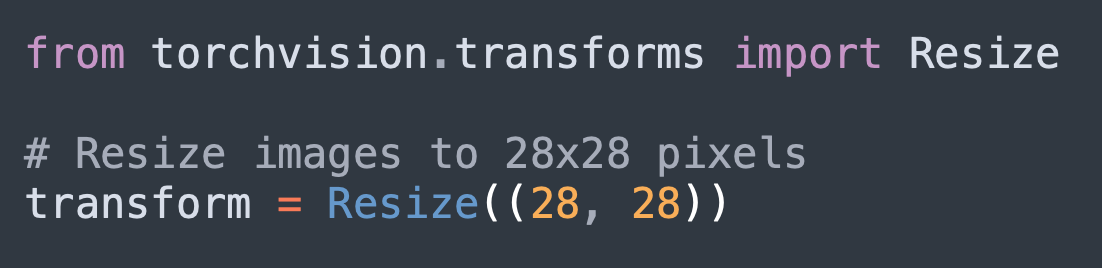 from torchvision.transforms import Resize
# Resize images to 28x28 pixels
transform = Resize((28, 28))